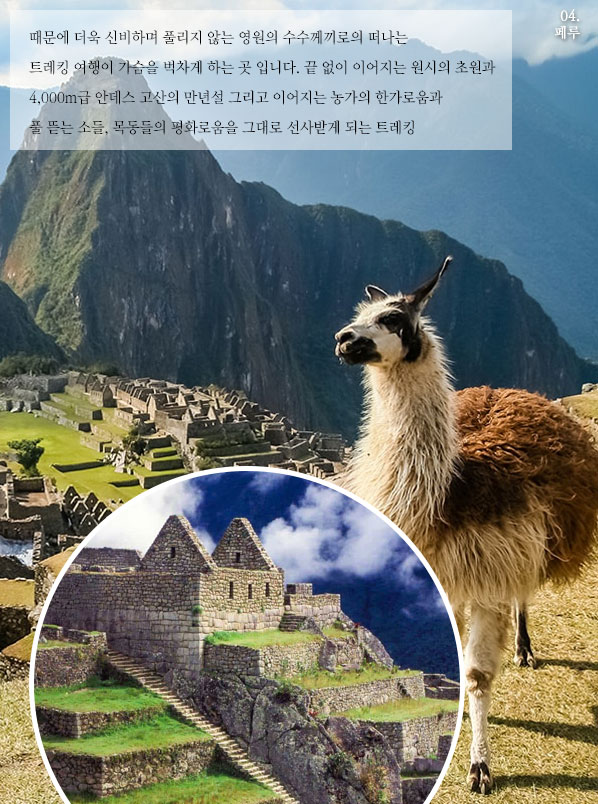 04.
페루
때문에 더욱 신비하며 풀리지 않는 영원의 수수께끼로의 떠나는
트레킹 여행이 가슴을 벅차게 하는 곳 입니다. 끝 없이 이어지는 원시의 초원과
4,000m급 안데스 고산의 만년설 그리고 이어지는 농가의 한가로움과
풀 뜯는 소들, 목동들의 평화로움을 그대로 선사받게 되는 트레킹